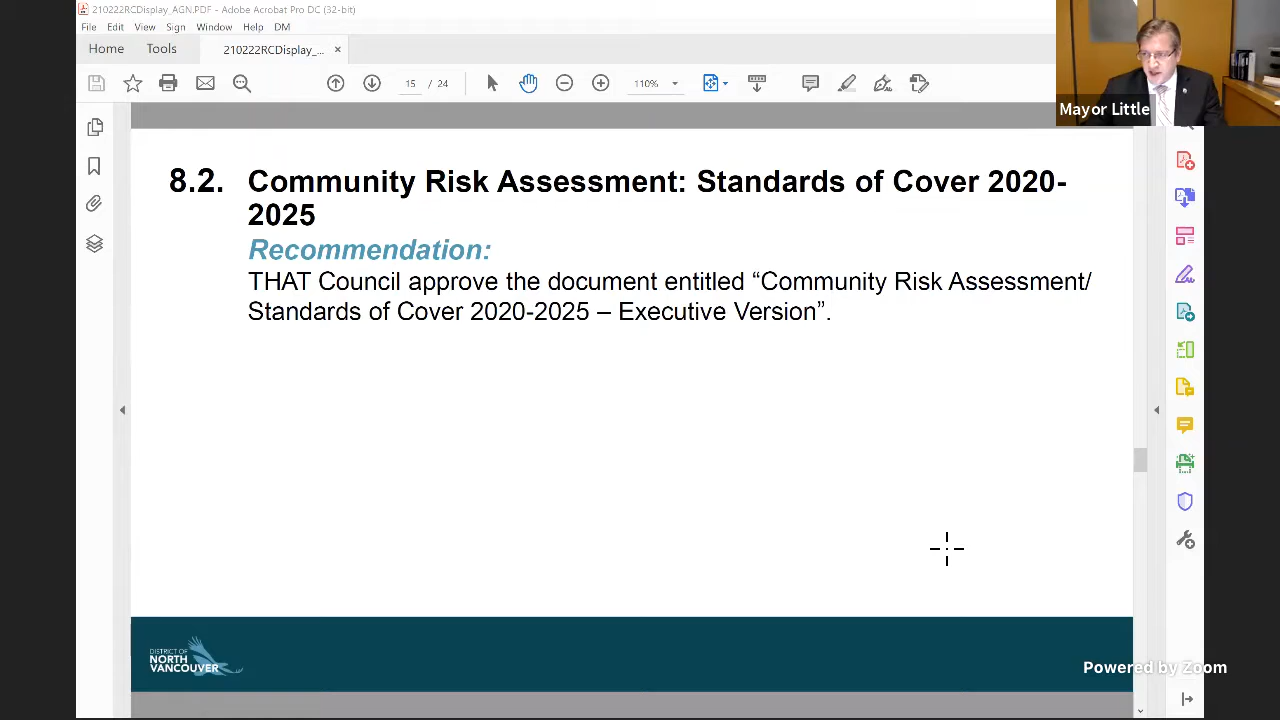 210222RCDisplay_AGN.PDF - Adobe Acrobat Pro DC (32-bit)
File Edit View Sign Window Help DM
Home Tools 210222RCDisplay_... ×
15 / 24 110%
Mayor Little
8.2. Community Risk Assessment: Standards of Cover 2020-
2025
Recommendation:
THAT Council approve the document entitled “Community Risk Assessment/
Standards of Cover 2020-2025 – Executive Version”.
DISTRICT OF
NORTH
VANCOUVER
Powered by Zoom